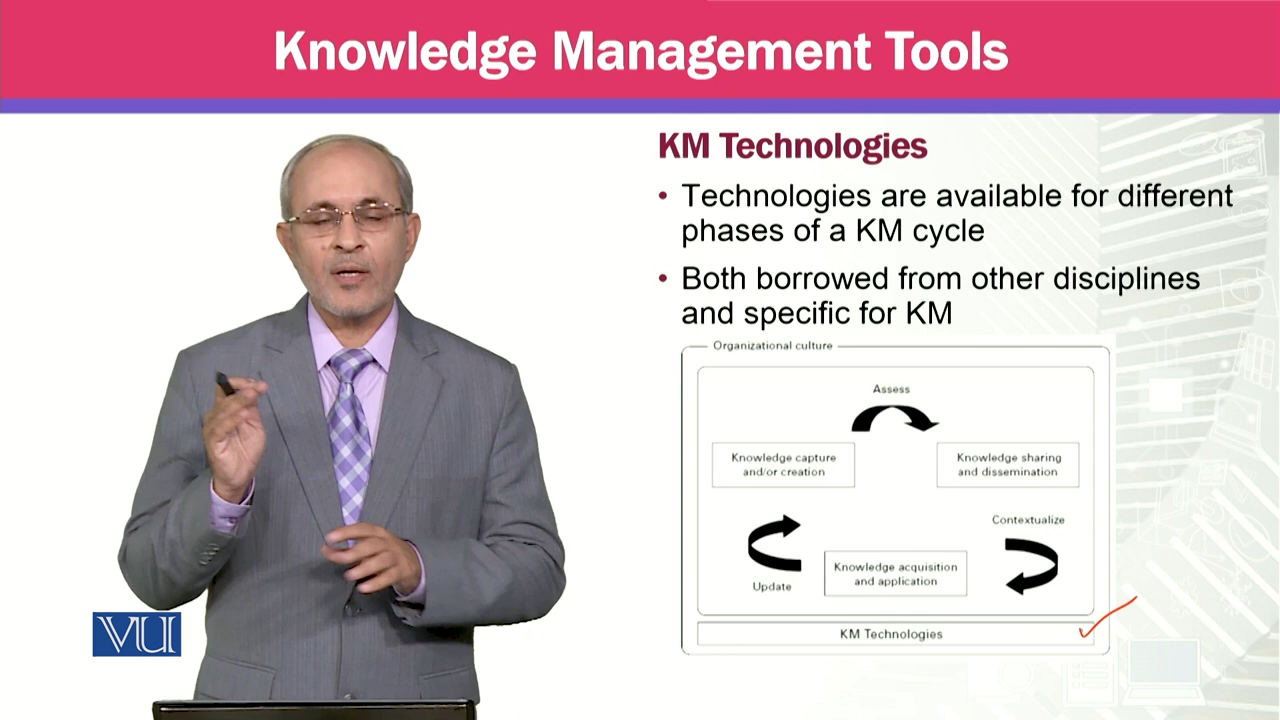 Knowledge Management Tools
KM Technologies
• Technologies are available for different
phases of a KM cycle
• Both borrowed from other disciplines
and specific for KM
Organizational culture
Assess
Knowledge capture
and/or creation
Knowledge sharing
and dissemination
Contextualize
Knowledge acquisition
and application
Update
KM Technologies
VU